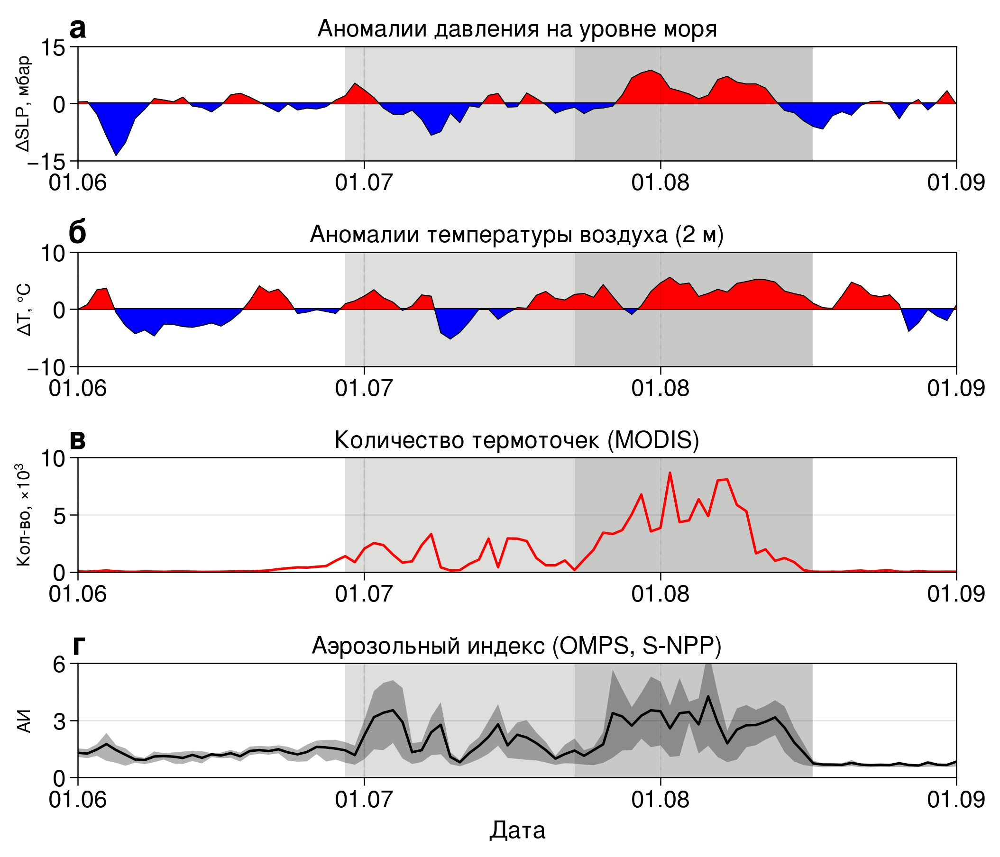 а
Аномалии давления на уровне моря
ΔSLP, мбар
15
0
−15
01.06 01.07 01.08 01.09
б
Аномалии температуры воздуха (2 м)
ΔT, °C
10
0
−10
01.06 01.07 01.08 01.09
в
Количество термоточек (MODIS)
Кол-во, ×10³
10
5
0
01.06 01.07 01.08 01.09
г
Аэрозольный индекс (OMPS, S-NPP)
АИ
6
3
0
01.06 01.07 01.08 01.09
Дата